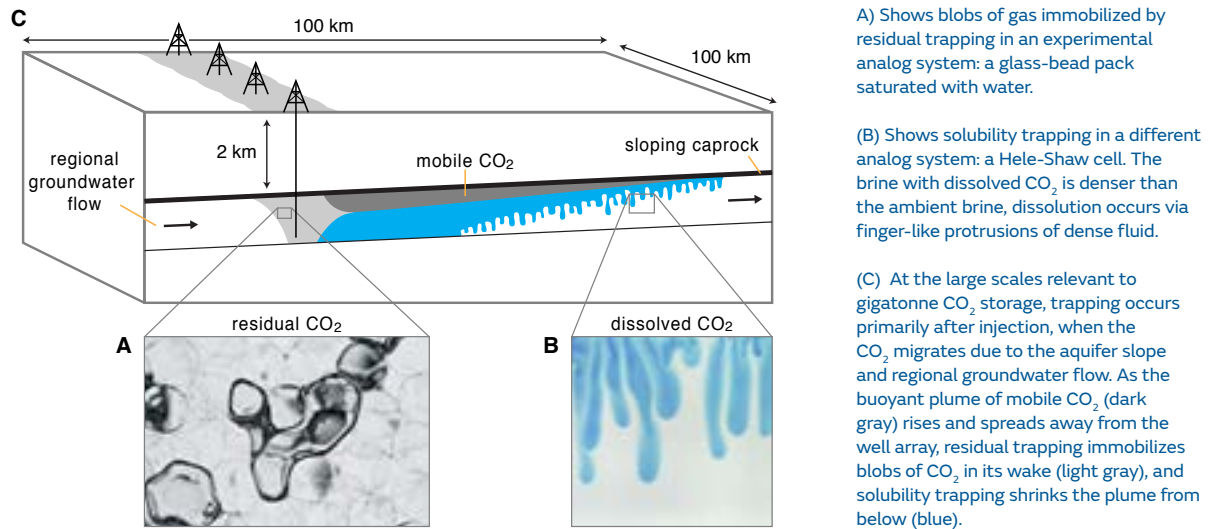 C
100 km
100 km
2 km
regional
groundwater
flow
mobile CO₂
sloping caprock
residual CO₂
dissolved CO₂
A
B
A) Shows blobs of gas immobilized by
residual trapping in an experimental
analog system: a glass-bead pack
saturated with water.
(B) Shows solubility trapping in a different
analog system: a Hele-Shaw cell. The
brine with dissolved CO₂ is denser than
the ambient brine, dissolution occurs via
finger-like protrusions of dense fluid.
(C) At the large scales relevant to
gigatonne CO₂ storage, trapping occurs
primarily after injection, when the
CO₂ migrates due to the aquifer slope
and regional groundwater flow. As the
buoyant plume of mobile CO₂ (dark
gray) rises and spreads away from the
well array, residual trapping immobilizes
blobs of CO₂ in its wake (light gray), and
solubility trapping shrinks the plume from
below (blue).